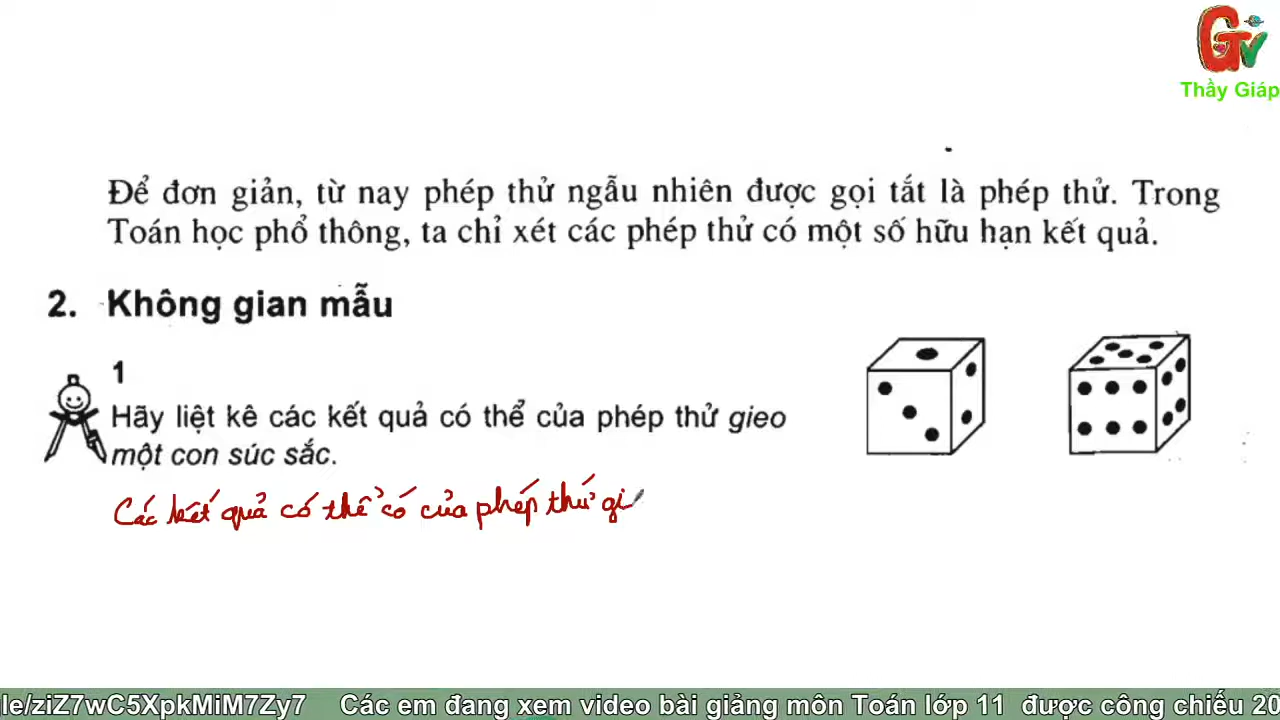 GTV
Thầy Giáp
Để đơn giản, từ nay phép thử ngẫu nhiên được gọi tắt là phép thử. Trong
Toán học phổ thông, ta chỉ xét các phép thử có một số hữu hạn kết quả.
2. Không gian mẫu
1
Hãy liệt kê các kết quả có thể của phép thử gieo
một con súc sắc.
Các kết quả có thể có của phép thử gi
le/ziZ7wC5XpkMiM7Zy7 Các em đang xem video bài giảng môn Toán lớp 11 được công chiếu 20